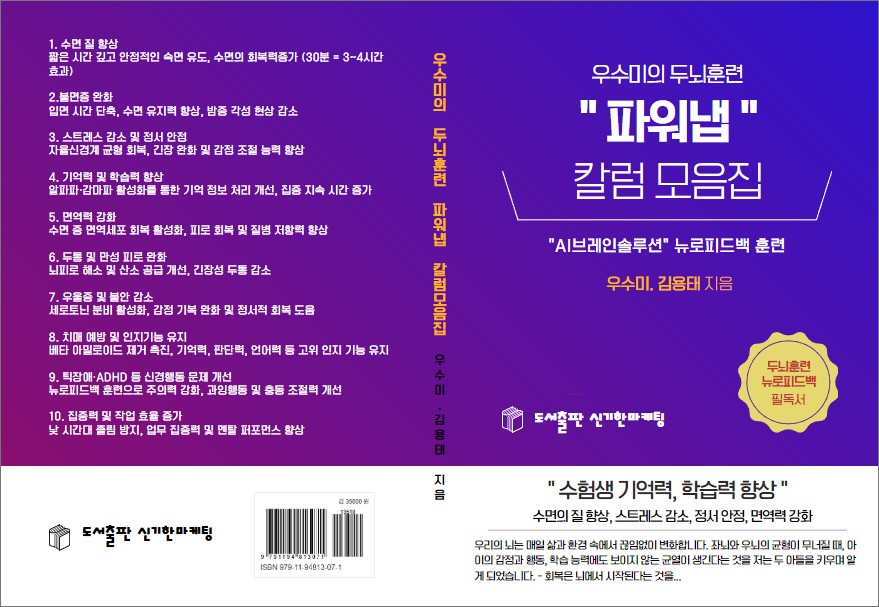 1. 수면 질 향상
짧은 시간 깊고 안정적인 숙면 유도, 수면의 회복력증가 (30분 = 3~4시간
효과)
2.불면증 완화
입면 시간 단축, 수면 유지력 향상, 밤중 각성 현상 감소
3. 스트레스 감소 및 정서 안정
자율신경계 균형 회복, 긴장 완화 및 감정 조절 능력 향상
4. 기억력 및 학습력 향상
알파파·감마파 활성화를 통한 기억 정보 처리 개선, 집중 지속 시간 증가
5. 면역력 강화
수면 중 면역세포 회복 활성화, 피로 회복 및 질병 저항력 향상
6. 두통 및 만성 피로 완화
뇌피로 해소 및 산소 공급 개선, 긴장성 두통 감소
7. 우울증 및 불안 감소
세로토닌 분비 활성화, 감정 기복 완화 및 정서적 회복 도움
8. 치매 예방 및 인지기능 유지
베타 아밀로이드 제거 촉진, 기억력, 판단력, 언어력 등 고위 인지 기능 유지
9. 틱장애·ADHD 등 신경행동 문제 개선
뉴로피드백 훈련으로 주의력 강화, 과잉행동 및 충동 조절력 개선
10. 집중력 및 작업 효율 증가
낮 시간대 졸림 방지, 업무 집중력 및 멘탈 퍼포먼스 향상
도서출판 신기한마케팅
값 35000 원
9 791194 813071
ISBN 979-11-94813-07-1
우수미의 두뇌훈련 파워냅 칼럼모음집 우수미·김용태 지음
우수미의 두뇌훈련
" 파워냅 "
칼럼 모음집
"AI브레인솔루션" 뉴로피드백 훈련
우수미. 김용태 지음
두뇌훈련
뉴로피드백
필독서
도서출판 신기한마케팅
" 수험생 기억력, 학습력 향상 "
수면의 질 향상, 스트레스 감소, 정서 안정, 면역력 강화
우리의 뇌는 매일 삶과 환경 속에서 끊임없이 변화합니다. 좌뇌와 우뇌의 균형이 무너질 때, 아
이의 감정과 행동, 학습 능력에도 보이지 않는 균열이 생긴다는 것을 저는 두 아들을 키우며 알
게 되었습니다. - 회복은 뇌에서 시작된다는 것을...